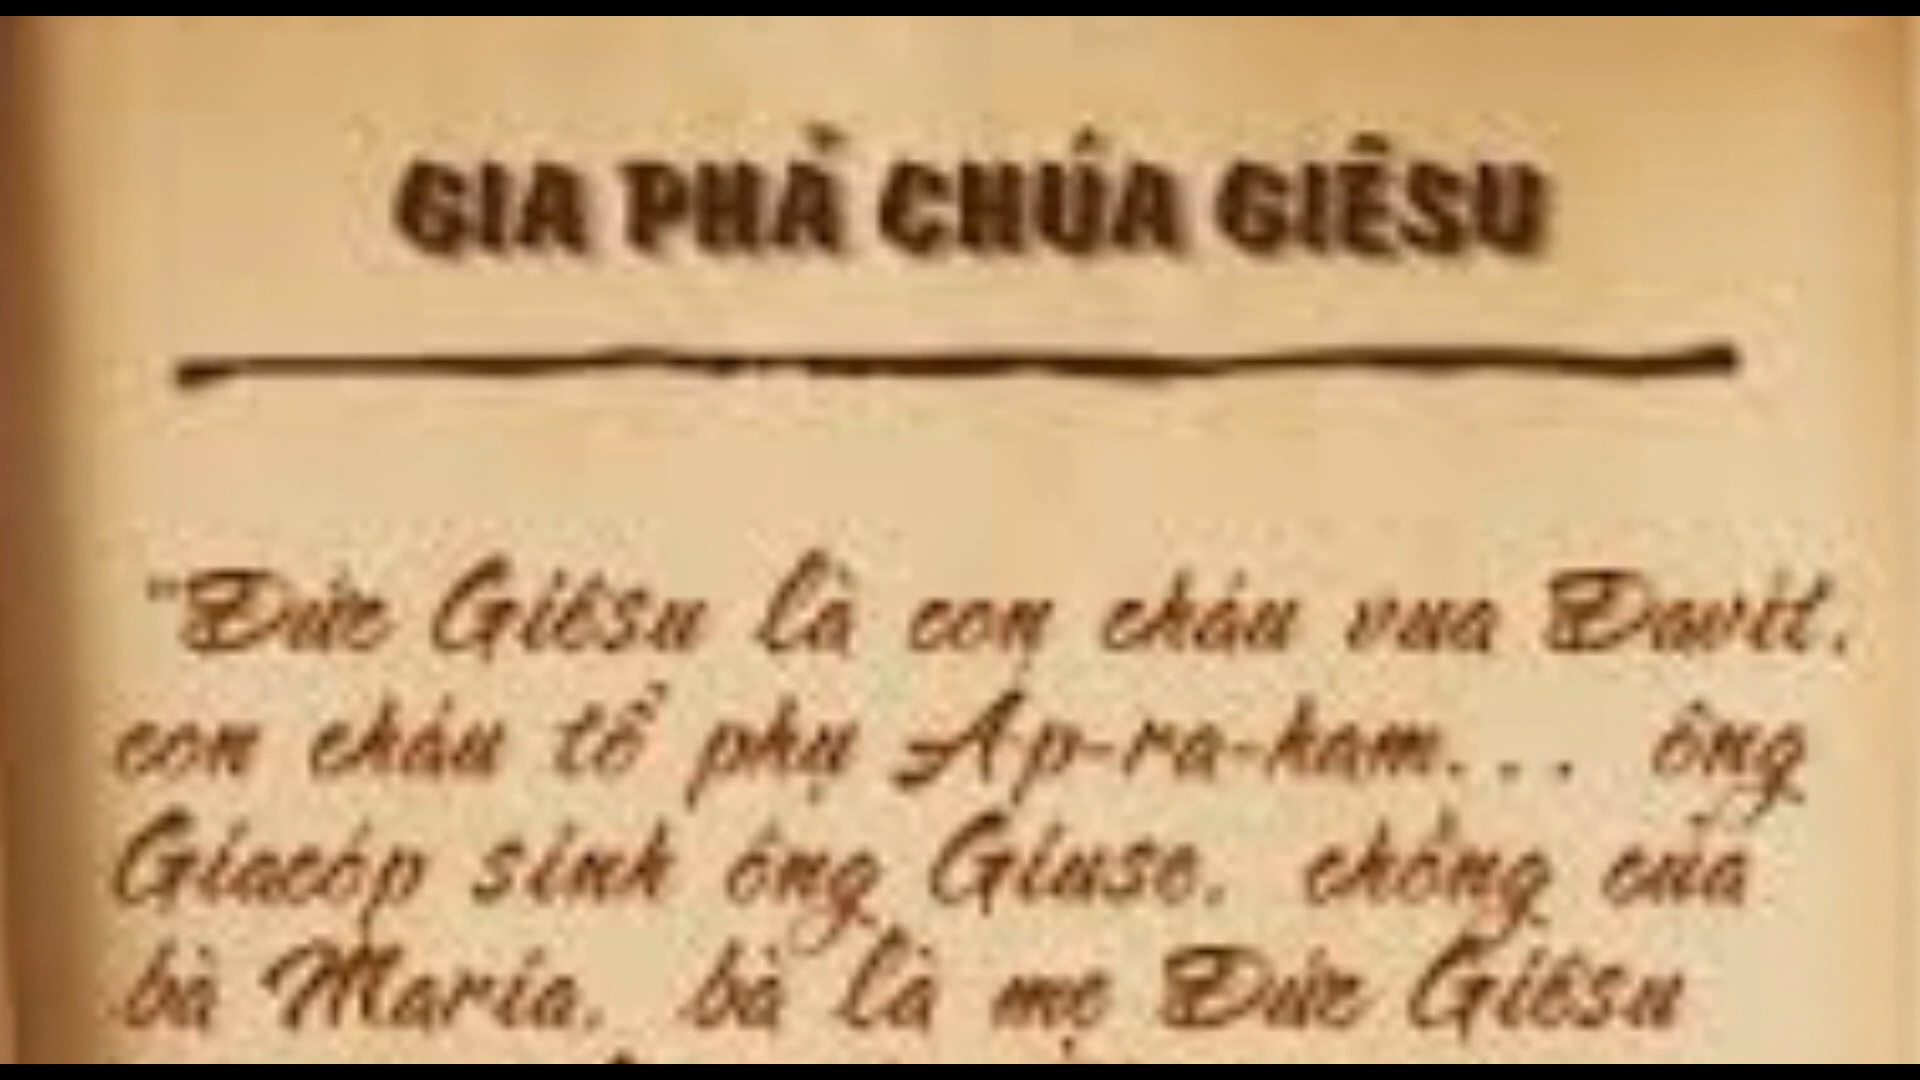 GIA PHẢ CHÚA GIÊSU
"Đức Giêsu là con cháu vua Đavít,
con cháu tổ phụ Áp-ra-ham... ông
Giacóp sinh ông Giuse, chồng của
bà Maria, bà là mẹ Đức Giêsu